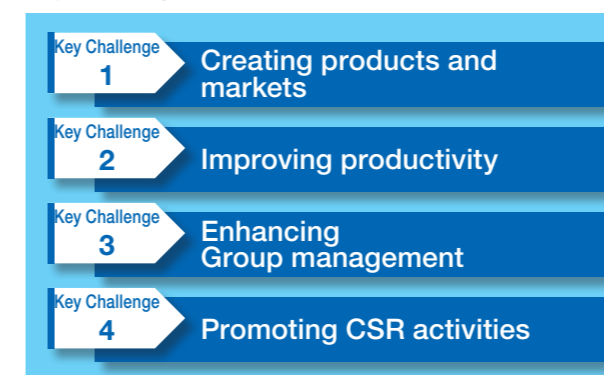 Key Challenge
1
Creating products and
markets
Key Challenge
2
Improving productivity
Key Challenge
3
Enhancing
Group management
Key Challenge
4
Promoting CSR activities